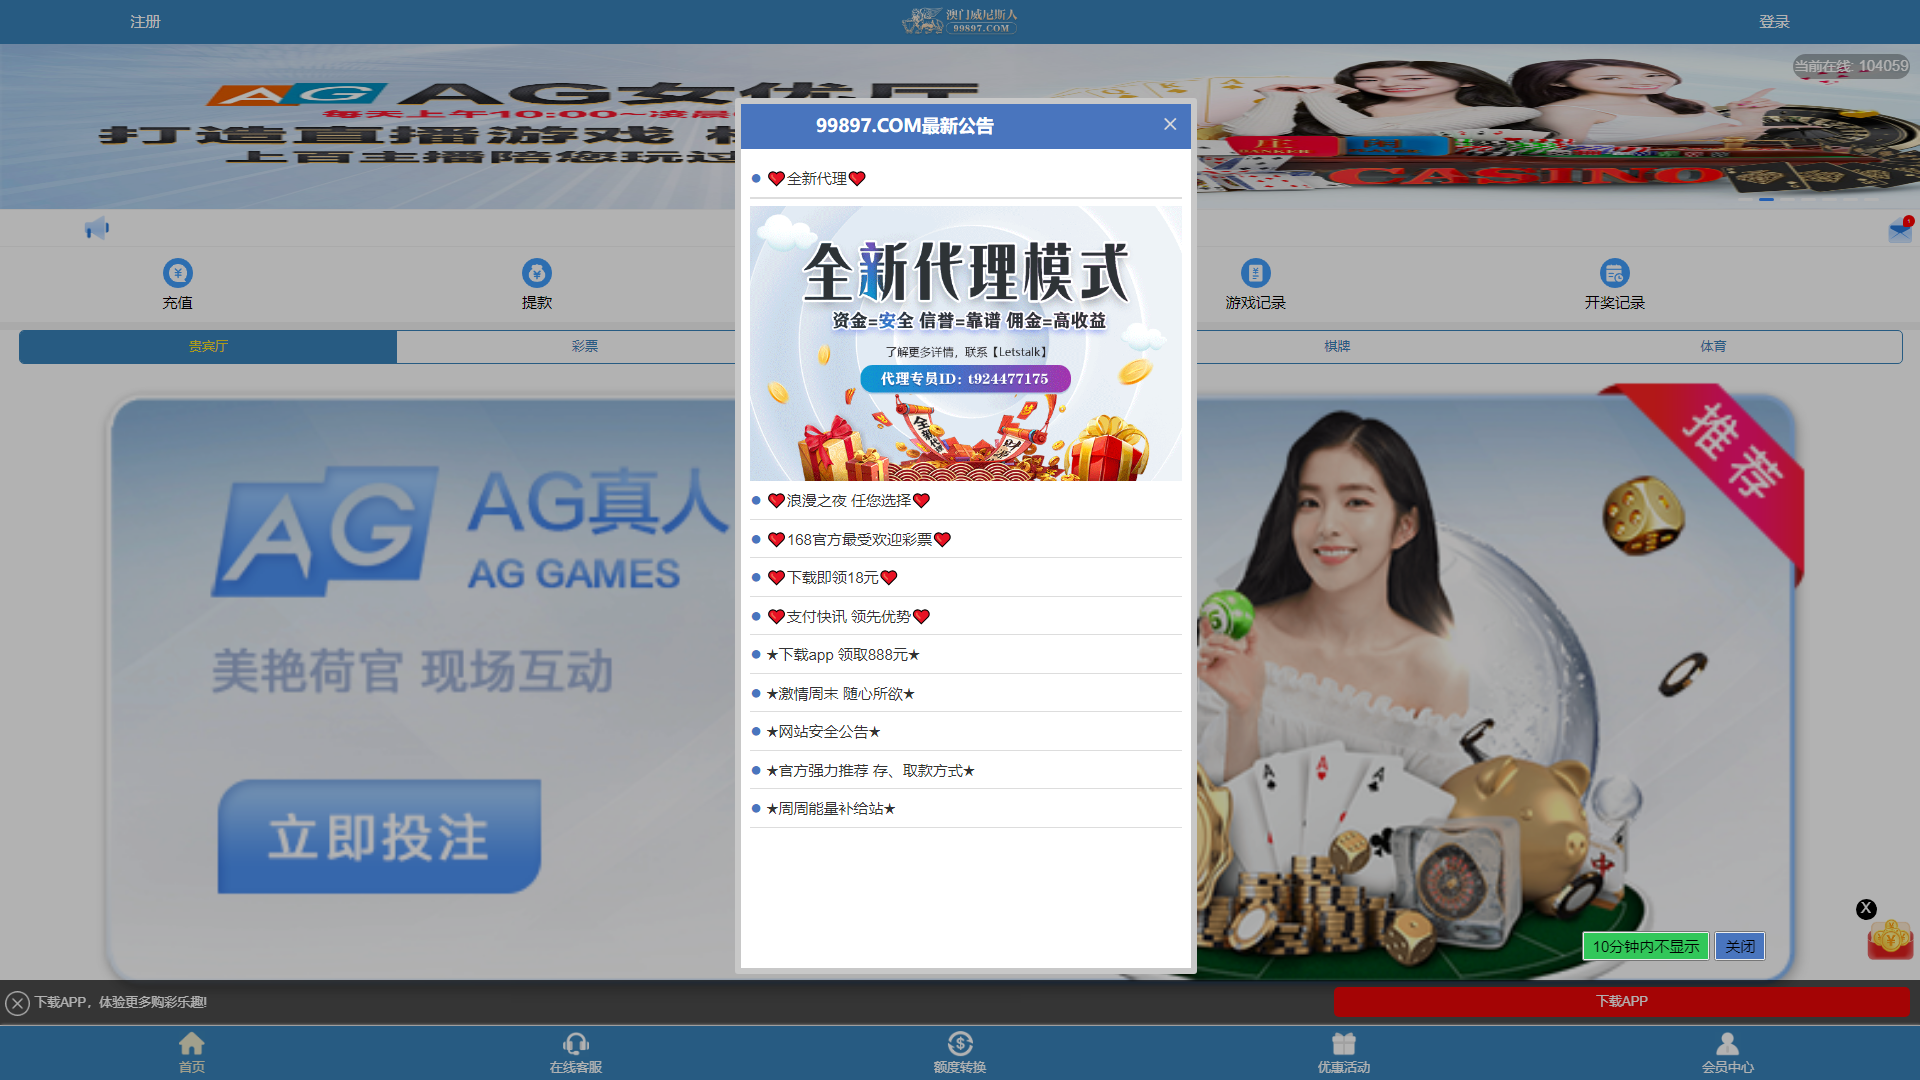 注册
澳门威尼斯人
99897.COM
登录
当前在线: 104059
AG AG女优厅
每天上午10:00~凌晨
打造直播游戏
上百主播陪您玩过
庄
BANKER
CASINO
1
充值
提款
游戏记录
开奖记录
贵宾厅
彩票
棋牌
体育
99897.COM最新公告
❤全新代理❤
全新代理模式
资金=安全 信誉=靠谱 佣金=高收益
了解更多详情，联系【Letstalk】
代理专员ID: t924477175
❤浪漫之夜 任您选择❤
❤168官方最受欢迎彩票❤
❤下载即领18元❤
❤支付快讯 领先优势❤
★下载app 领取888元★
★激情周末 随心所欲★
★网站安全公告★
★官方强力推荐 存、取款方式★
★周周能量补给站★
AG
AG真人
AG GAMES
美艳荷官 现场互动
立即投注
推荐
A
A
A
中
10分钟内不显示
关闭
X
下载APP，体验更多购彩乐趣!
下载APP
首页
在线客服
额度转换
优惠活动
会员中心